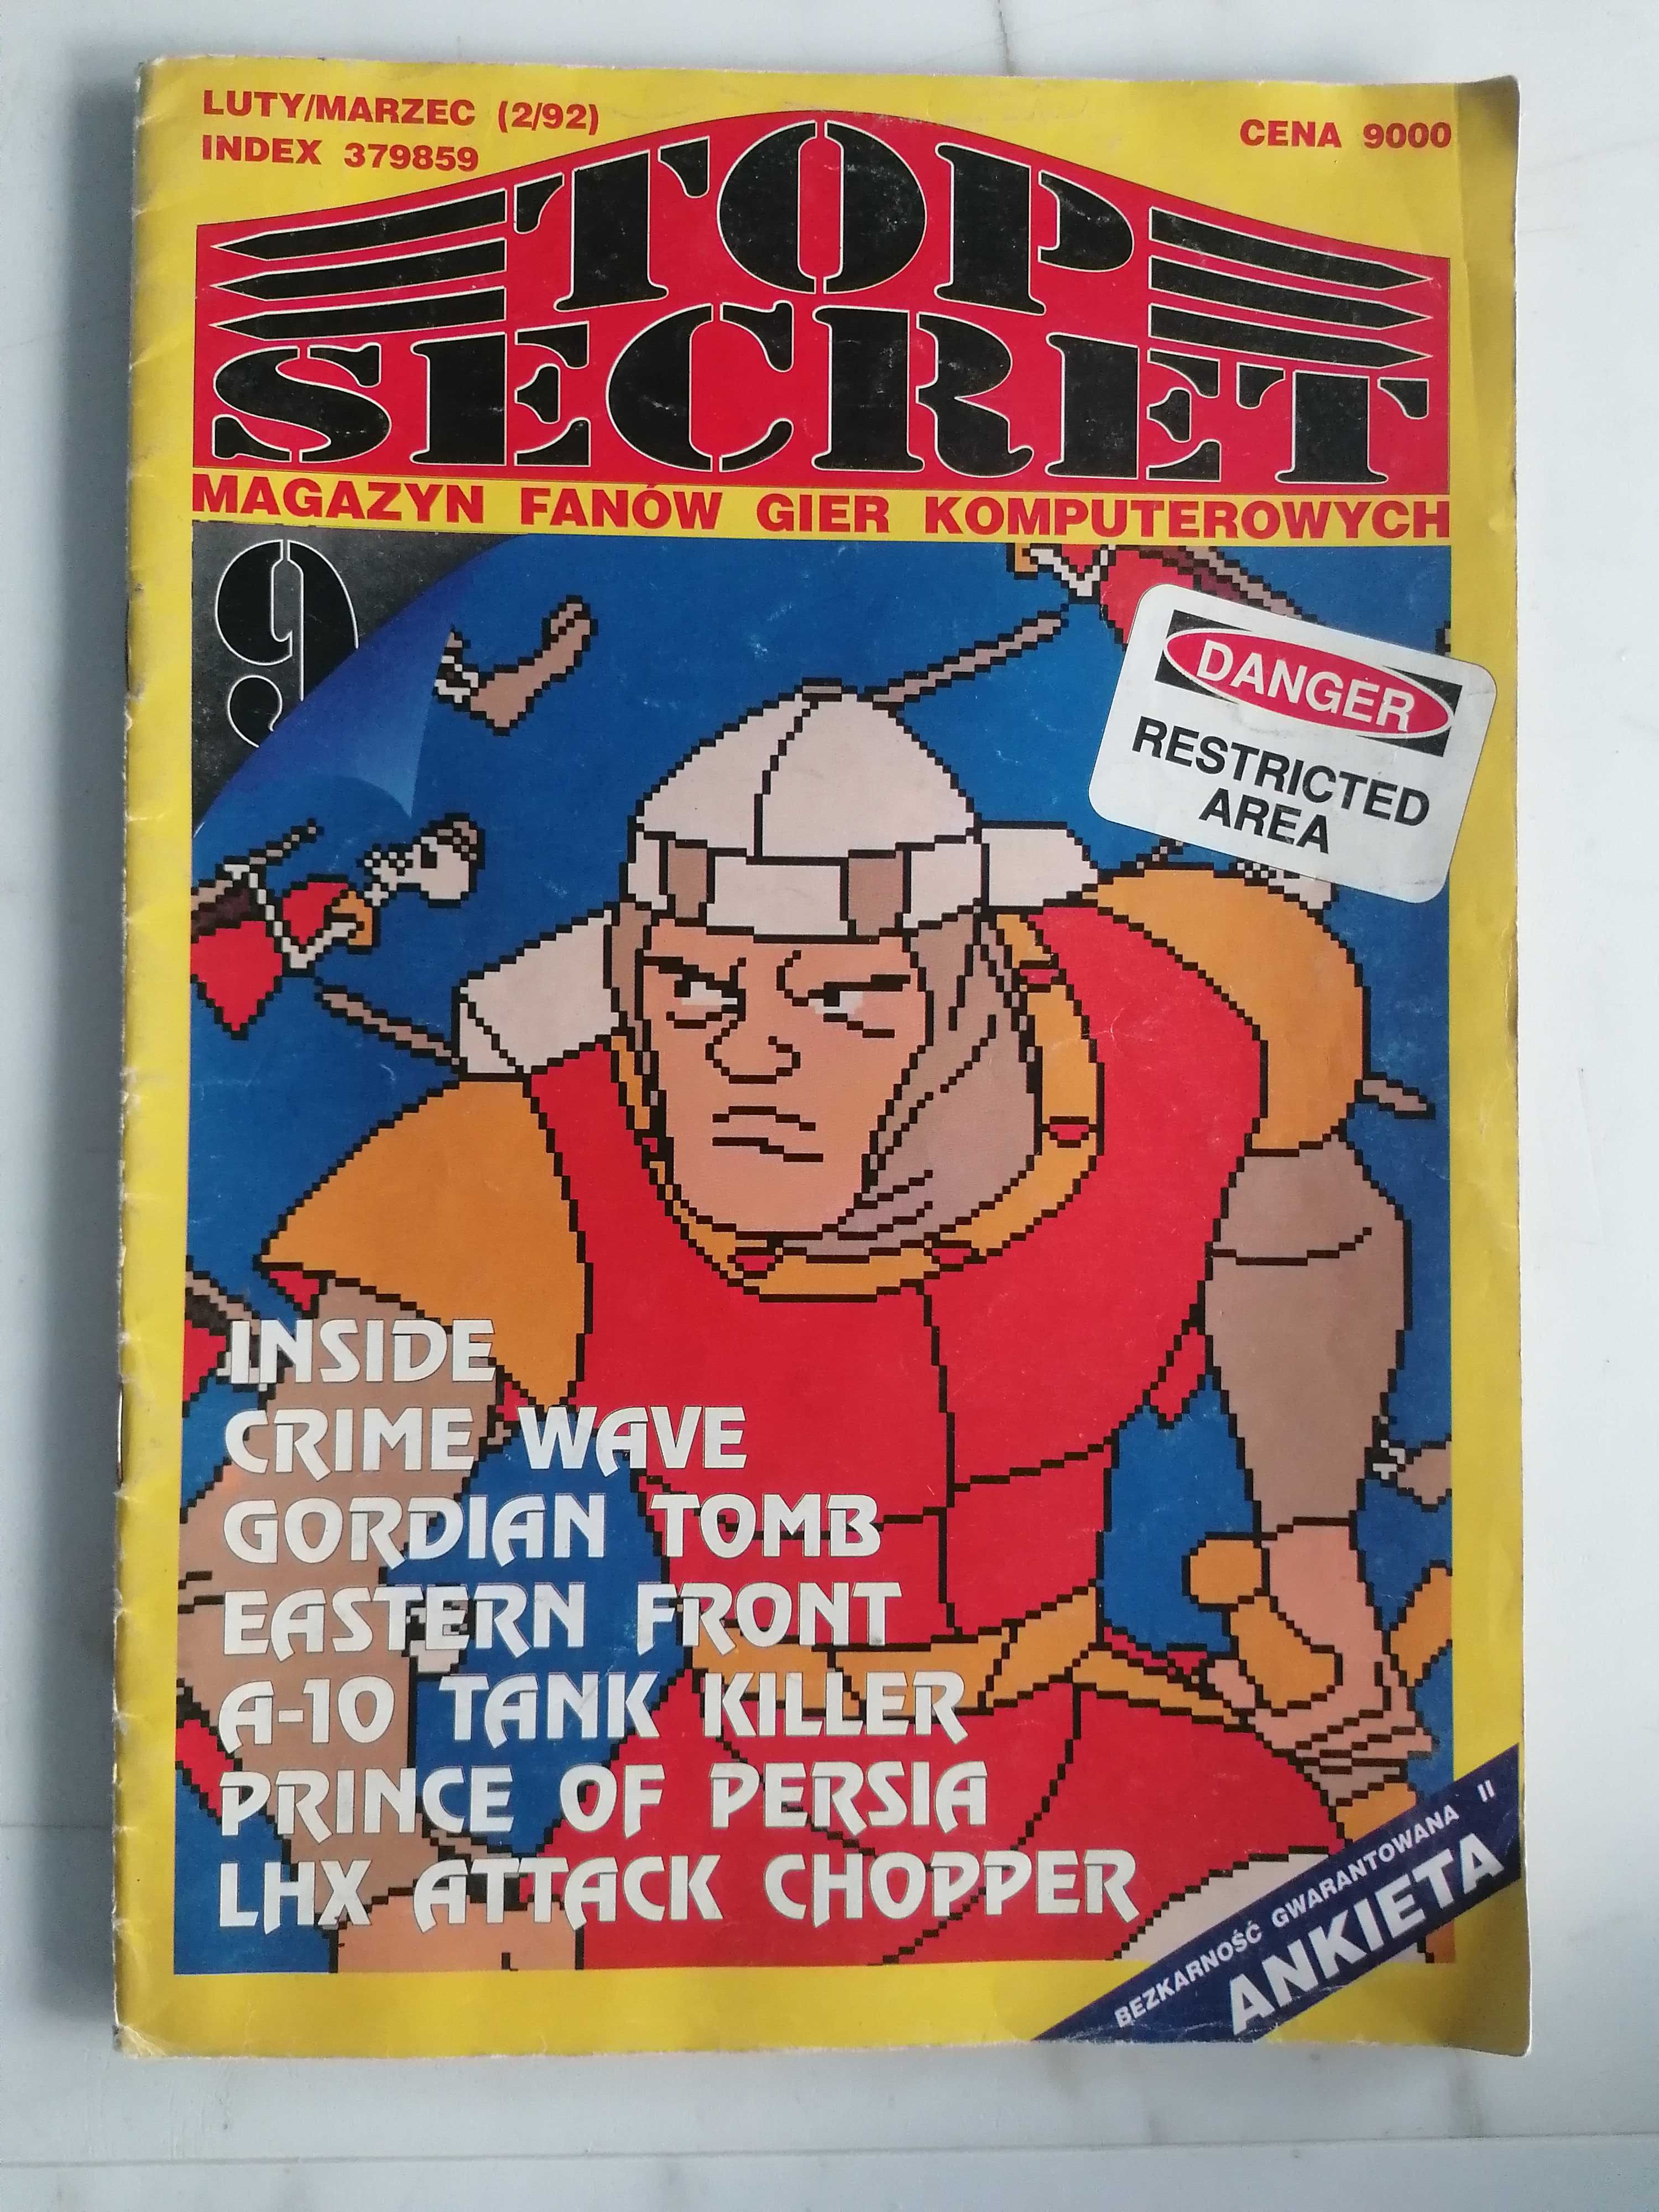 LUTY/MARZEC (2/92)
INDEX 379859
CENA 9000
TOP
SECRET
MAGAZYN FANÓW GIER KOMPUTEROWYCH
9
DANGER
RESTRICTED
AREA
INSIDE
CRIME WAVE
GORDIAN TOMB
EASTERN FRONT
A-10 TANK KILLER
PRINCE OF PERSIA
LHX ATTACK CHOPPER
BEZKARNOŚĆ GWARANTOWANA II
ANKIETA